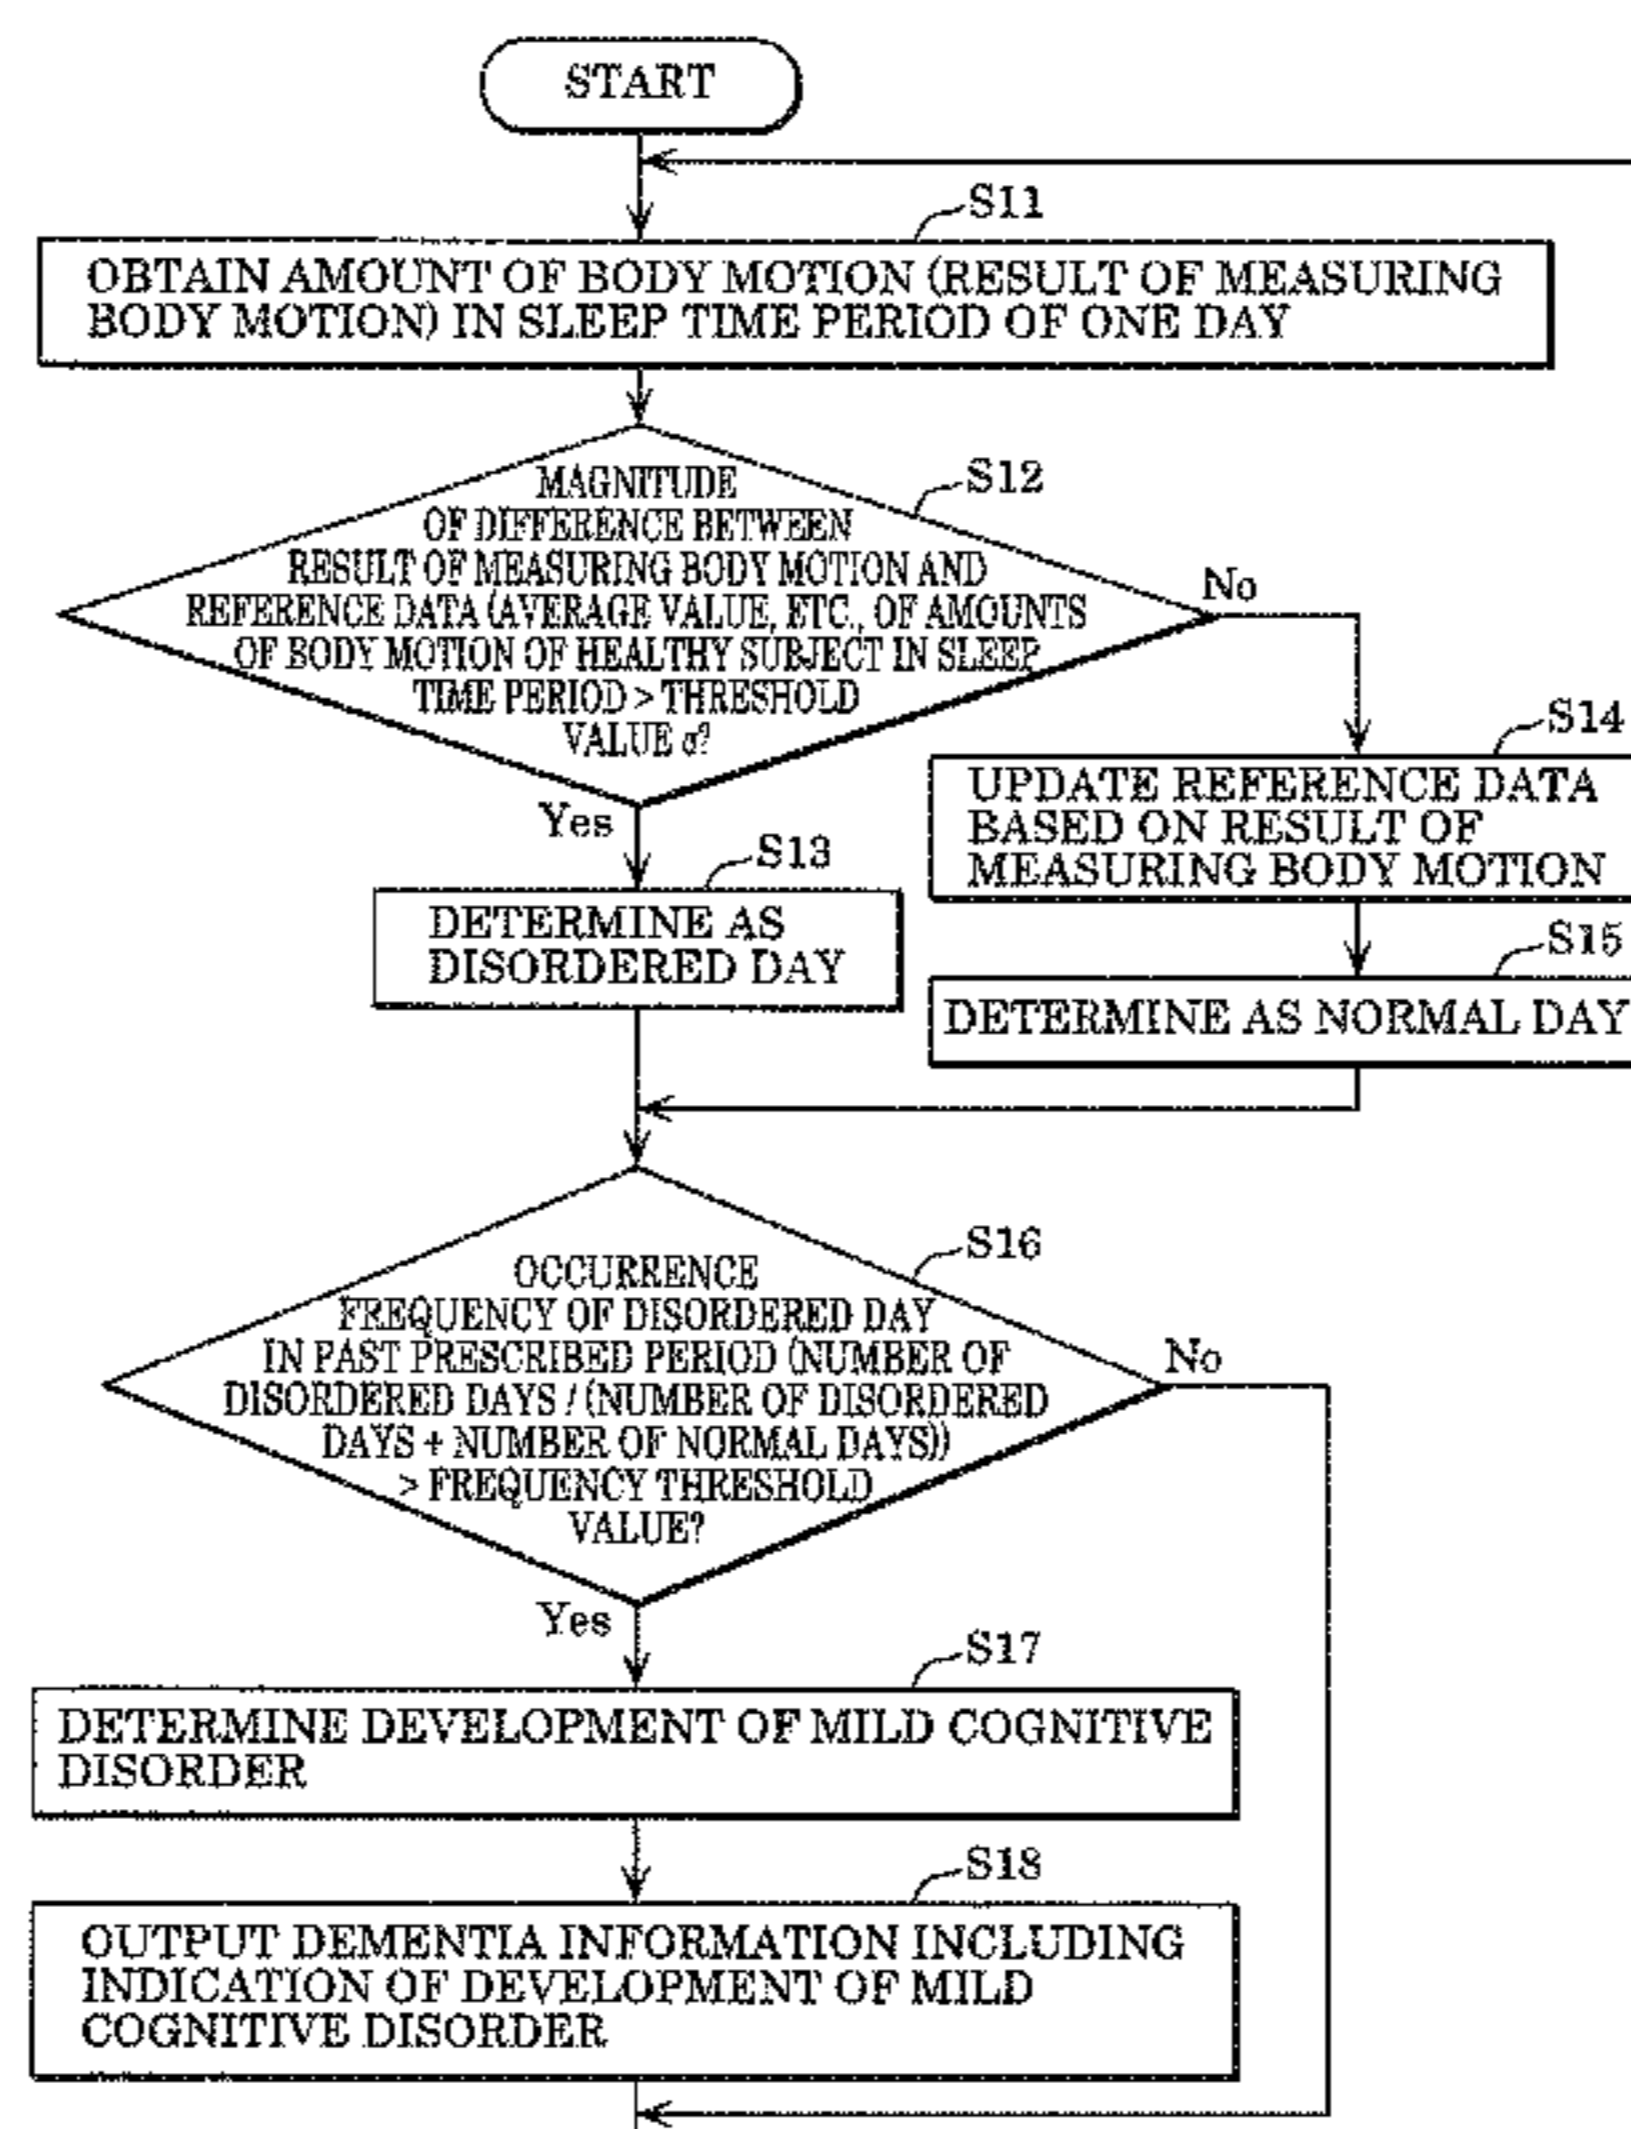 START
S11
OBTAIN AMOUNT OF BODY MOTION (RESULT OF MEASURING
BODY MOTION) IN SLEEP TIME PERIOD OF ONE DAY
S12
MAGNITUDE
OF DIFFERENCE BETWEEN
RESULT OF MEASURING BODY MOTION AND
REFERENCE DATA (AVERAGE VALUE, ETC., OF AMOUNTS
OF BODY MOTION OF HEALTHY SUBJECT IN SLEEP
TIME PERIOD > THRESHOLD
VALUE σ?
No
Yes
S14
UPDATE REFERENCE DATA
BASED ON RESULT OF
MEASURING BODY MOTION
S13
DETERMINE AS
DISORDERED DAY
S15
DETERMINE AS NORMAL DAY
S16
OCCURRENCE
FREQUENCY OF DISORDERED DAY
IN PAST PRESCRIBED PERIOD (NUMBER OF
DISORDERED DAYS / (NUMBER OF DISORDERED
DAYS + NUMBER OF NORMAL DAYS))
> FREQUENCY THRESHOLD
VALUE?
No
Yes
S17
DETERMINE DEVELOPMENT OF MILD COGNITIVE
DISORDER
S18
OUTPUT DEMENTIA INFORMATION INCLUDING
INDICATION OF DEVELOPMENT OF MILD
COGNITIVE DISORDER